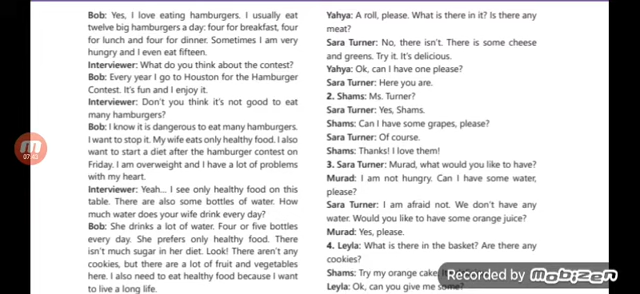 Bob: Yes, I love eating hamburgers. I usually eat
twelve big hamburgers a day: four for breakfast, four
for lunch and four for dinner. Sometimes I am very
hungry and I even eat fifteen.
Interviewer: What do you think about the contest?
Bob: Every year I go to Houston for the Hamburger
Contest. It's fun and I enjoy it.
Interviewer: Don't you think it's not good to eat
many hamburgers?
Bob: I know it is dangerous to eat many hamburgers.
I want to stop it. My wife eats only healthy food. I also
want to start a diet after the hamburger contest on
Friday. I am overweight and I have a lot of problems
with my heart.
Interviewer: Yeah... I see only healthy food on this
table. There are also some bottles of water. How
much water does your wife drink every day?
Bob: She drinks a lot of water. Four or five bottles
every day. She prefers only healthy food. There
isn't much sugar in her diet. Look! There aren't any
cookies, but there are a lot of fruit and vegetables
here. I also need to eat healthy food because I want
to live a long life.
Yahya: A roll, please. What is there in it? Is there any
meat?
Sara Turner: No, there isn't. There is some cheese
and greens. Try it. It's delicious.
Yahya: Ok, can I have one please?
Sara Turner: Here you are.
2. Shams: Ms. Turner?
Sara Turner: Yes, Shams.
Shams: Can I have some grapes, please?
Sara Turner: Of course.
Shams: Thanks! I love them!
3. Sara Turner: Murad, what would you like to have?
Murad: I am not hungry. Can I have some water,
please?
Sara Turner: I am afraid not. We don't have any
water. Would you like to have some orange juice?
Murad: Yes, please.
4. Leyla: What is there in the basket? Are there any
cookies?
Shams: Try my orange cake.
Leyla: Ok, can you give me some?
Recorded by mobizen